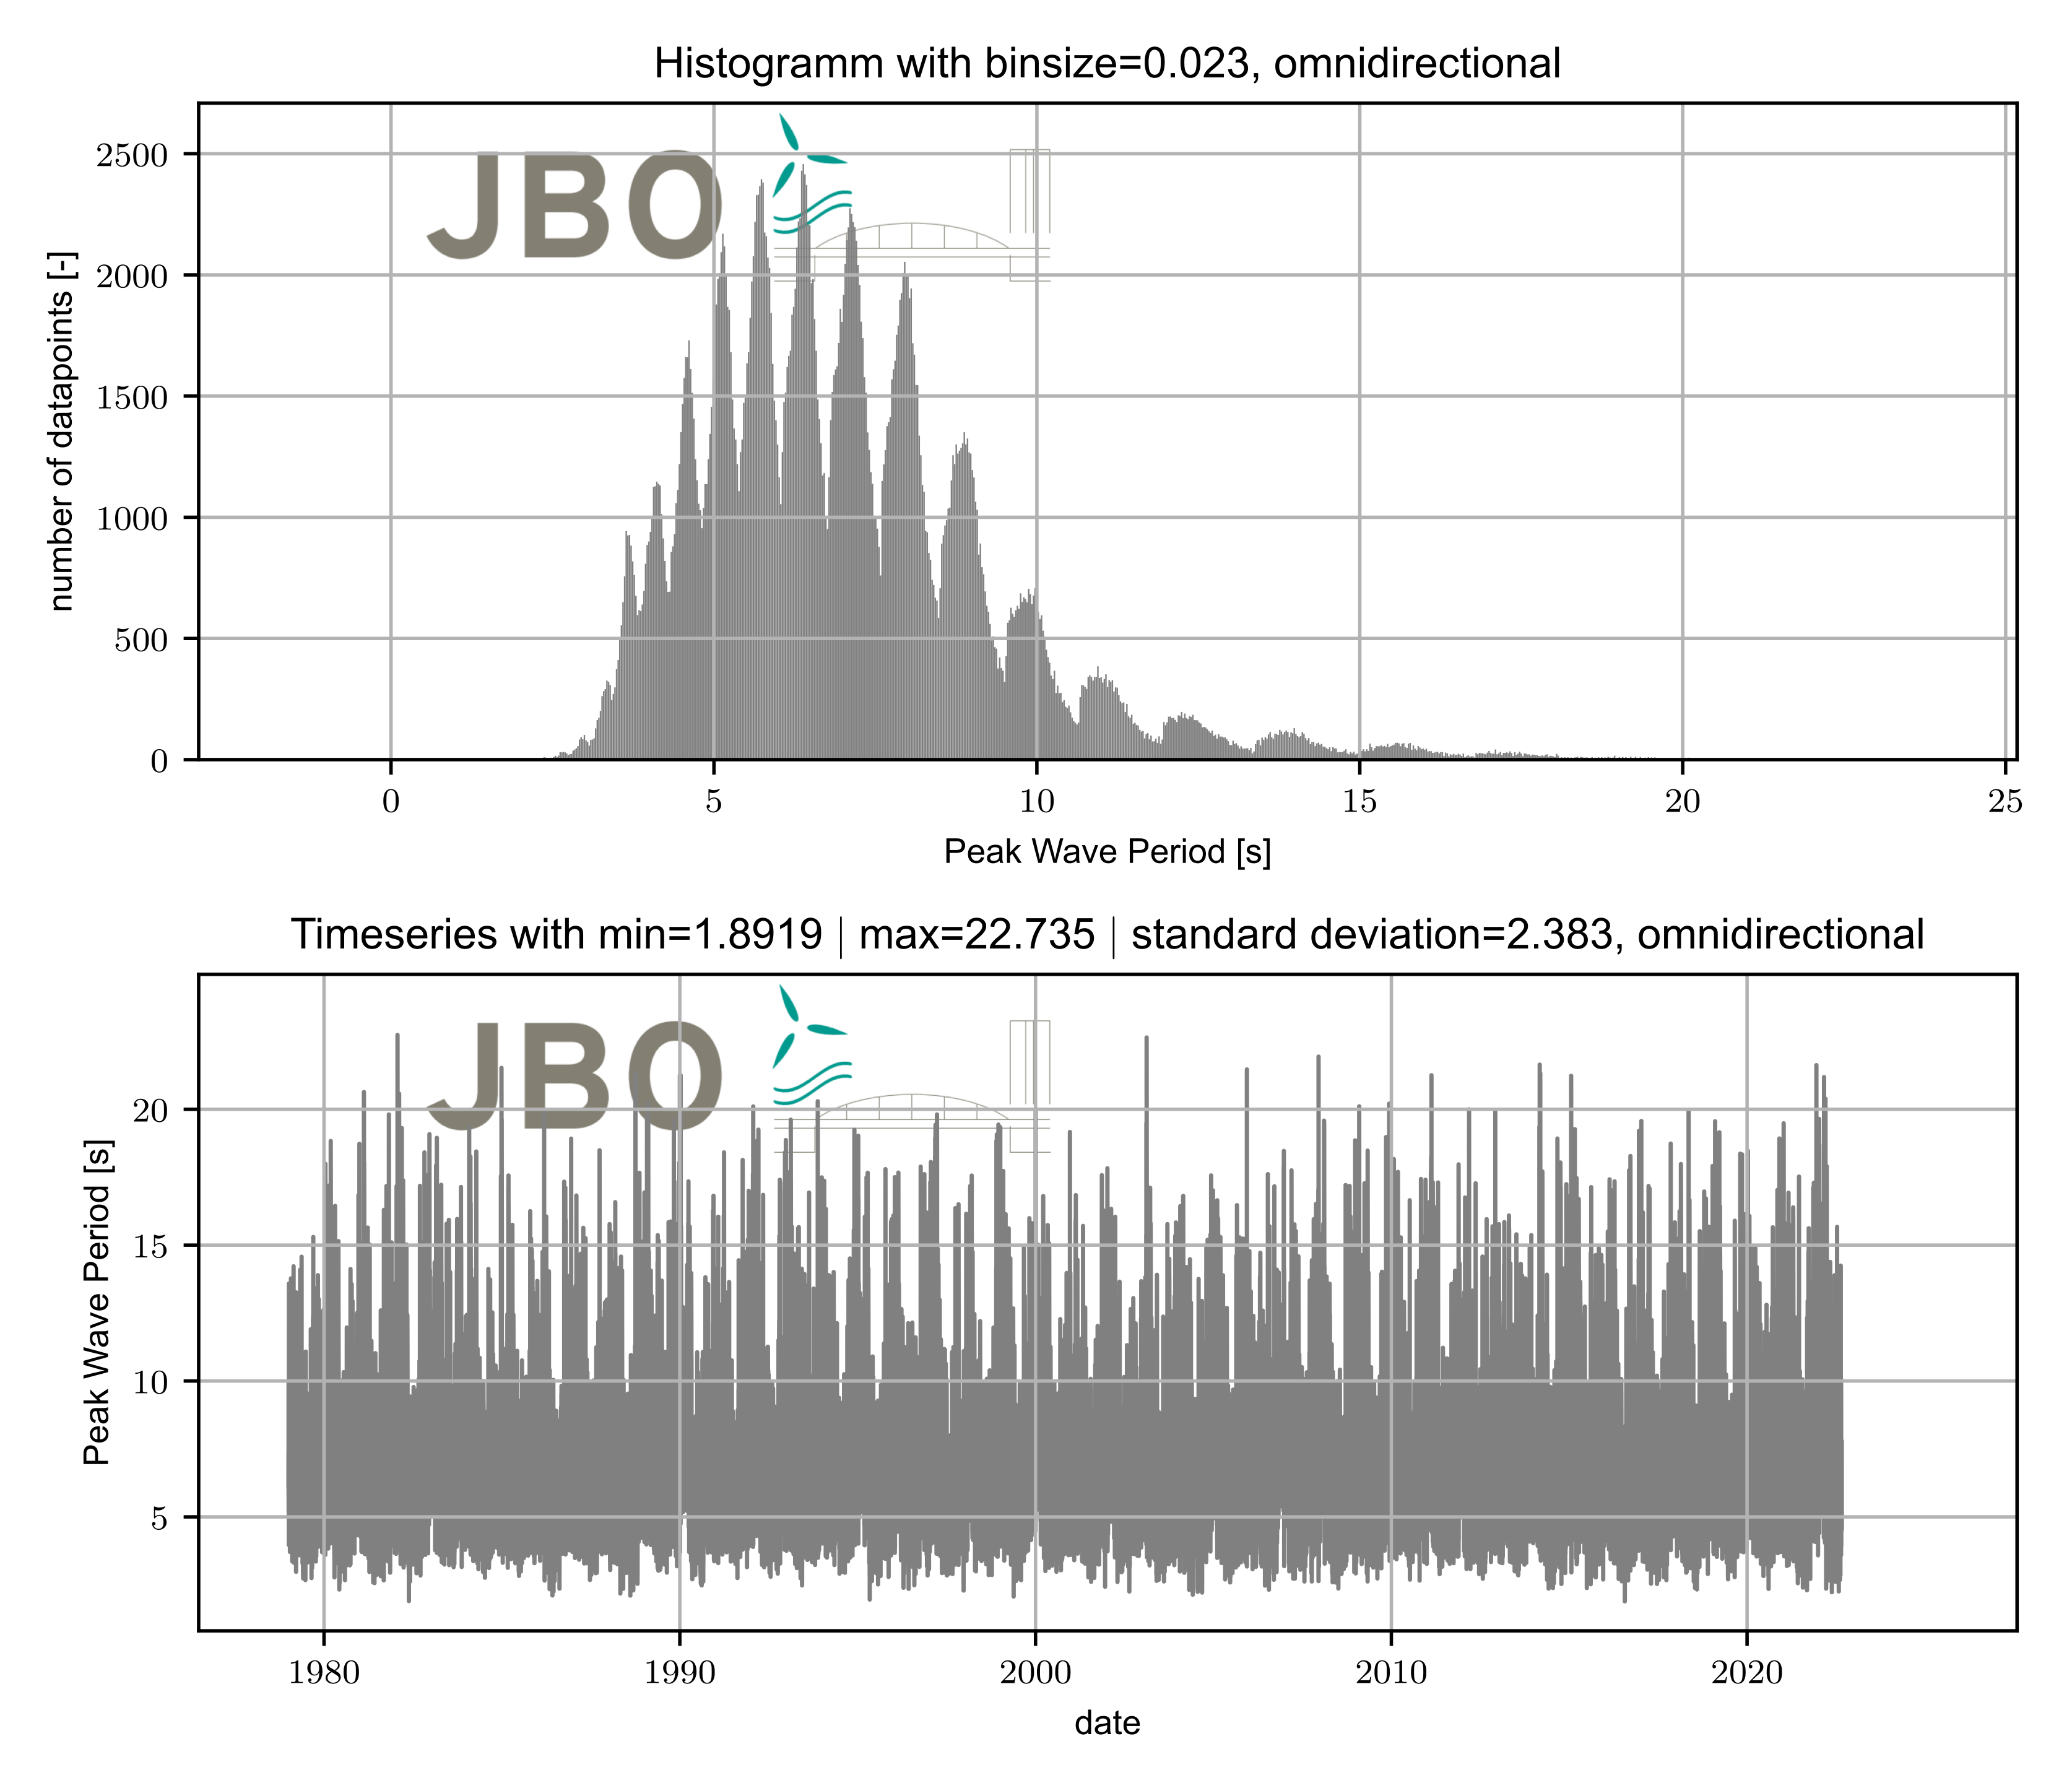 Histogramm with binsize=0.023, omnidirectional
JBO
number of datapoints [-]
2500
2000
1500
1000
500
0
0 5 10 15 20 25
Peak Wave Period [s]
Timeseries with min=1.8919 | max=22.735 | standard deviation=2.383, omnidirectional
JBO
Peak Wave Period [s]
20
15
10
5
1980 1990 2000 2010 2020
date